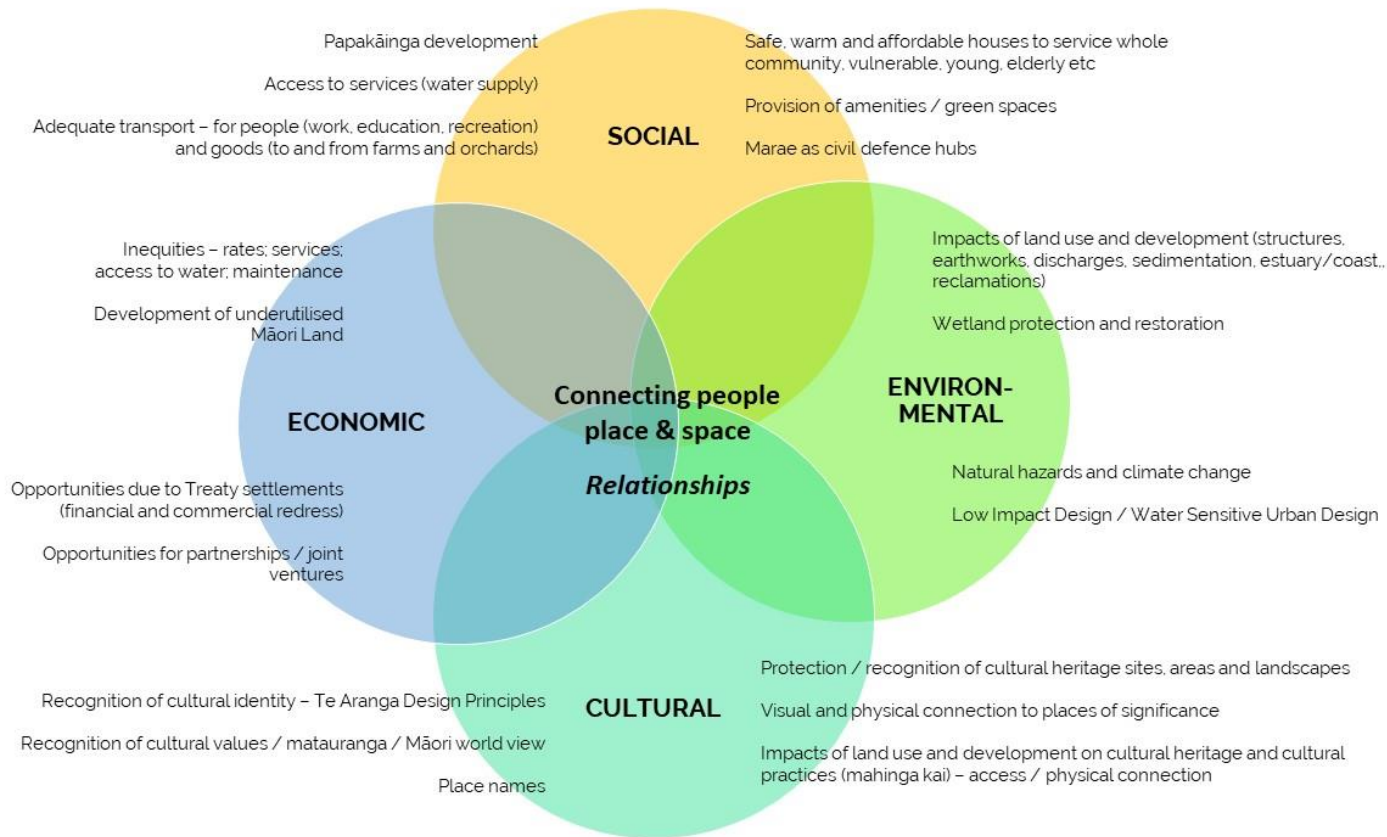 Papakāinga development
Access to services (water supply)
Adequate transport – for people (work, education, recreation)
and goods (to and from farms and orchards)
SOCIAL
Safe, warm and affordable houses to service whole
community, vulnerable, young, elderly etc
Provision of amenities / green spaces
Marae as civil defence hubs
Inequities – rates; services;
access to water; maintenance
Development of underutilised
Māori Land
ECONOMIC
Opportunities due to Treaty settlements
(financial and commercial redress)
Opportunities for partnerships / joint
ventures
Connecting people
place & space
Relationships
Impacts of land use and development (structures,
earthworks, discharges, sedimentation, estuary/coast,,
reclamations)
Wetland protection and restoration
ENVIRON-
MENTAL
Natural hazards and climate change
Low Impact Design / Water Sensitive Urban Design
Recognition of cultural identity – Te Aranga Design Principles
Recognition of cultural values / matauranga / Māori world view
Place names
CULTURAL
Protection / recognition of cultural heritage sites, areas and landscapes
Visual and physical connection to places of significance
Impacts of land use and development on cultural heritage and cultural
practices (mahinga kai) – access / physical connection